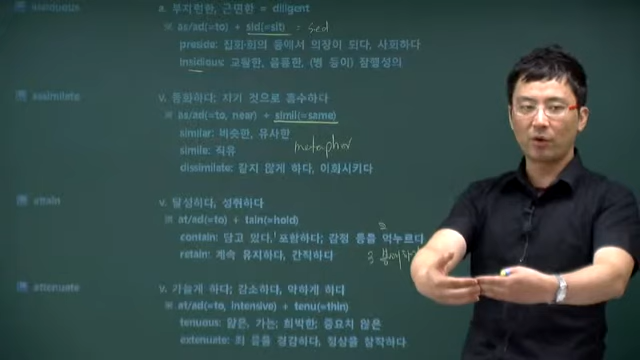 assiduous a. 부지런한, 근면한 = diligent
as/ad(=to) + sid(=sit) = sed
preside: 집회·회의 등에서 의장이 되다, 사회하다
insidious: 교활한, 음흉한, (병 등이) 잠행성의
assimilate v. 동화하다; 자기 것으로 흡수하다
as/ad(=to, near) + simil(=same)
similar: 비슷한, 유사한
simile: 직유 metaphor
dissimilate: 같지 않게 하다, 이화시키다
attain v. 달성하다, 성취하다
at/ad(=to) + tain(=hold)
contain: 담고 있다, 포함하다; 감정 등를 억누르다
retain: 계속 유지하다, 간직하다 3
attenuate v. 가늘게 하다; 감소하다, 약하게 하다
at/ad(=to, intensive) + tenu(=thin)
tenuous: 얇은, 가는; 희박한; 중요치 않은
extenuate: 죄 등을 경감하다, 정상을 참작하다